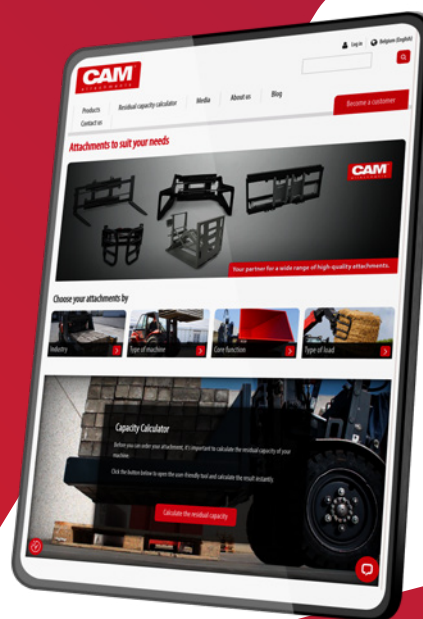 CAM
attachments
Log in
Belgium (English)
Products
Residual capacity calculator
Media
About us
Blog
Become a customer
Contact us
Attachments to suit your needs
CAM
attachments
Your partner for a wide range of high-quality attachments.
Choose your attachments by
Industry
Type of machine
Core function
Type of load
Capacity Calculator
Before you can order your attachment, it's important to calculate the residual capacity of your
machine.
Click the button below to open the user-friendly tool and calculate this result instantly.
Calculate the residual capacity